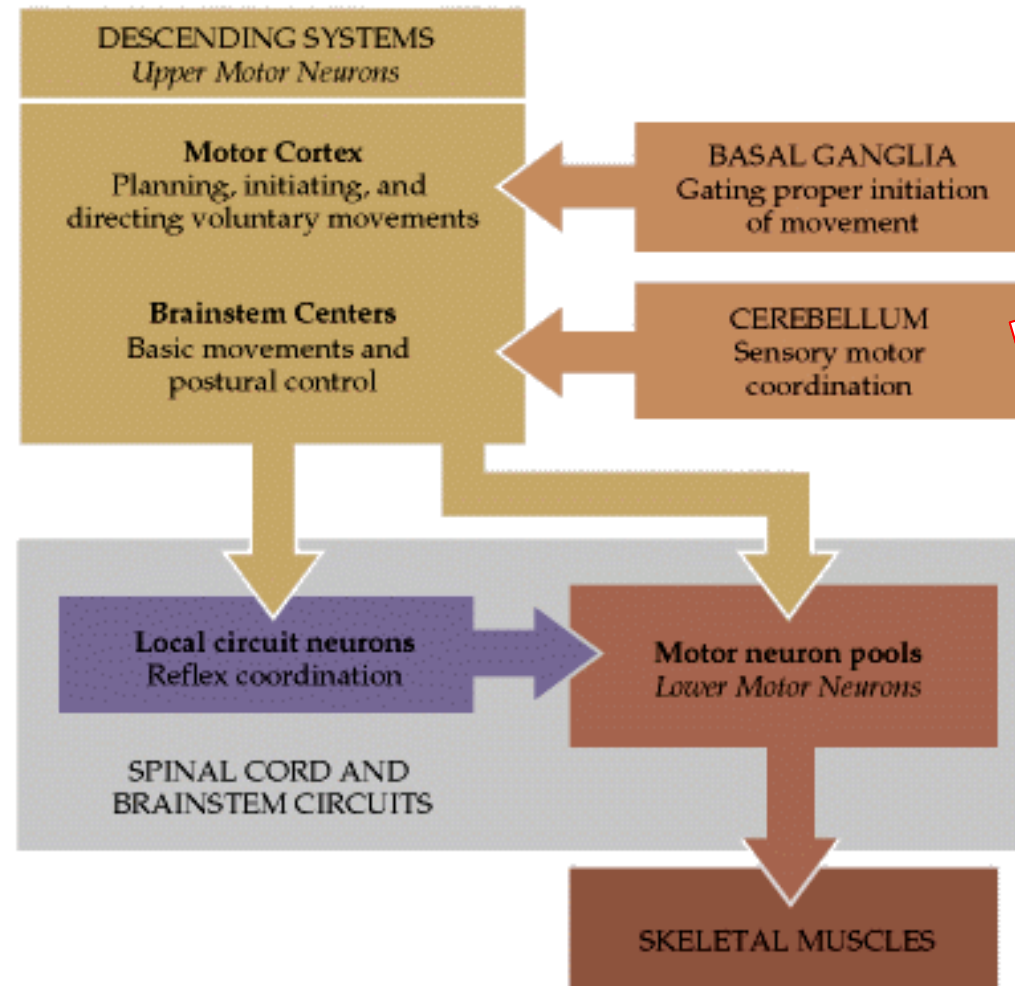 DESCENDING SYSTEMS
Upper Motor Neurons
Motor Cortex
Planning, initiating, and
directing voluntary movements
Brainstem Centers
Basic movements and
postural control
BASAL GANGLIA
Gating proper initiation
of movement
CEREBELLUM
Sensory motor
coordination
Local circuit neurons
Reflex coordination
Motor neuron pools
Lower Motor Neurons
SPINAL CORD AND
BRAINSTEM CIRCUITS
SKELETAL MUSCLES